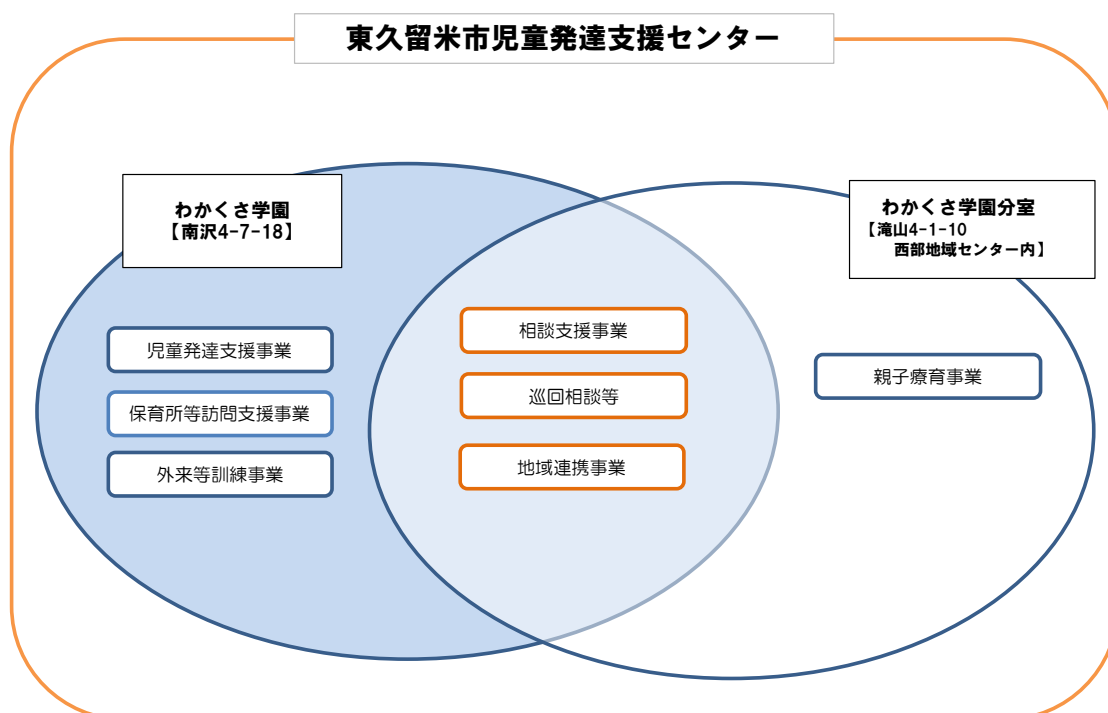 東久留米市児童発達支援センター
わかくさ学園
【南沢4-7-18】
児童発達支援事業
保育所等訪問支援事業
外来等訓練事業
相談支援事業
巡回相談等
地域連携事業
わかくさ学園分室
【滝山4-1-10
西部地域センター内】
親子療育事業